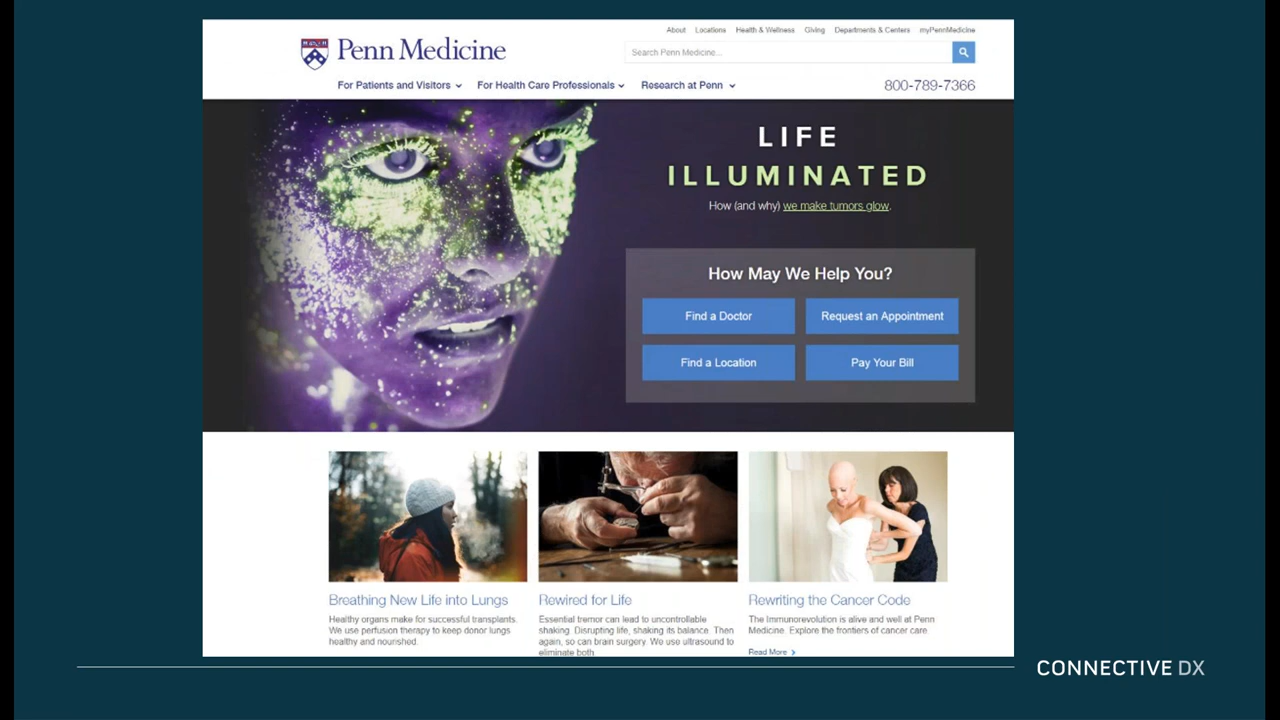 About Locations Health & Wellness Giving Departments & Centers myPennMedicine
Penn Medicine
Search Penn Medicine...
For Patients and Visitors For Health Care Professionals Research at Penn 800-789-7366
LIFE
ILLUMINATED
How (and why) we make tumors glow.
How May We Help You?
Find a Doctor Request an Appointment
Find a Location Pay Your Bill
Breathing New Life into Lungs
Healthy organs make for successful transplants.
We use perfusion therapy to keep donor lungs
healthy and nourished.
Rewired for Life
Essential tremor can lead to uncontrollable
shaking. Disrupting life, shaking its balance. Then
again, so can brain surgery. We use ultrasound to
eliminate both.
Rewriting the Cancer Code
The Immunorevolution is alive and well at Penn
Medicine. Explore the frontiers of cancer care
Read More
CONNECTIVE DX